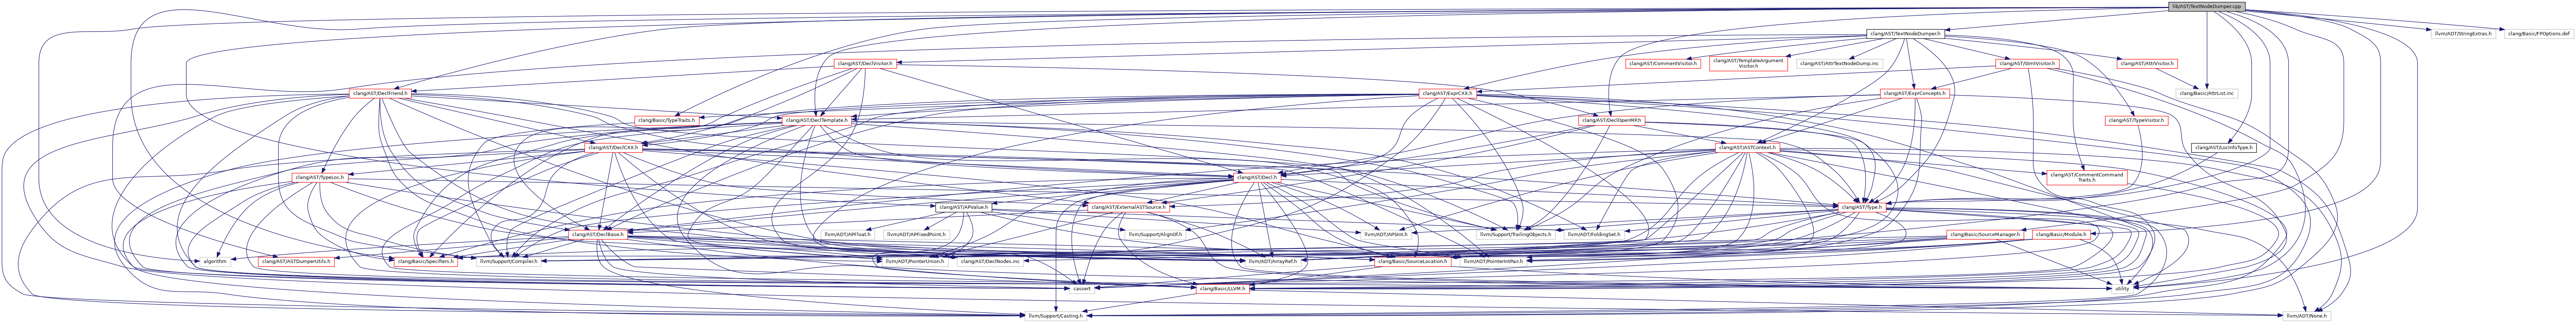 lib/AST/TextNodeDumper.cpp
clang/AST/TextNodeDumper.h
llvm/ADT/StringExtras.h
clang/Basic/FPOptions.def
clang/AST/DeclVisitor.h
clang/AST/CommentVisitor.h
clang/AST/TemplateArgument
Visitor.h
clang/AST/AttrTextNodeDump.inc
clang/AST/StmtVisitor.h
clang/AST/AttrVisitor.h
clang/AST/DeclFriend.h
clang/AST/ExprCXX.h
clang/AST/ExprConcepts.h
clang/Basic/AttrList.inc
clang/Basic/TypeTraits.h
clang/AST/DeclTemplate.h
clang/AST/DeclOpenMP.h
clang/AST/TypeVisitor.h
clang/AST/DeclCXX.h
clang/AST/ASTContext.h
clang/AST/LocInfoType.h
clang/AST/TypeLoc.h
clang/AST/Decl.h
clang/AST/CommentCommand
Traits.h
clang/AST/APValue.h
clang/AST/ExternalASTSource.h
clang/AST/Type.h
clang/AST/DeclBase.h
llvm/ADT/APFloat.h
llvm/ADT/APFixedPoint.h
llvm/Support/AlignOf.h
llvm/ADT/APSInt.h
llvm/Support/TrailingObjects.h
llvm/ADT/FoldingSet.h
clang/Basic/SourceManager.h
clang/Basic/Module.h
algorithm
clang/AST/ASTDumperUtils.h
clang/Basic/Specifiers.h
llvm/Support/Compiler.h
llvm/ADT/PointerUnion.h
clang/AST/DeclNodes.inc
llvm/ADT/ArrayRef.h
clang/Basic/SourceLocation.h
llvm/ADT/PointerIntPair.h
cassert
clang/Basic/LLVM.h
utility
llvm/Support/Casting.h
llvm/ADT/None.h